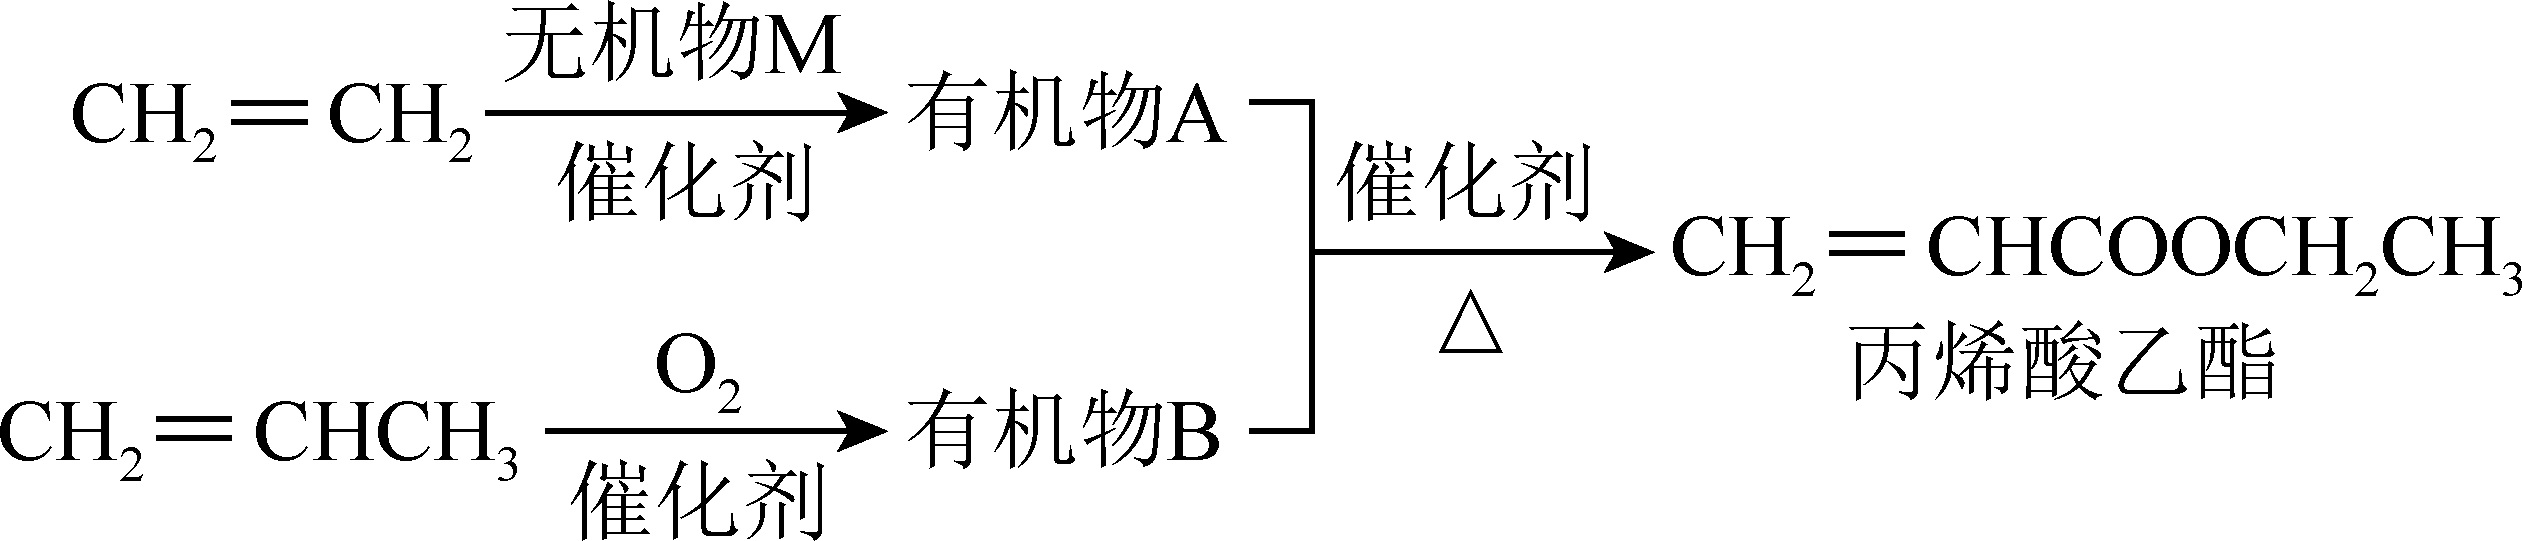 CH₂=CH₂ 无机物M 催化剂 有机物A
催化剂 △ CH₂=CHCOOCH₂CH₃
丙烯酸乙酯
CH₂=CHCH₃ O₂ 催化剂 有机物B